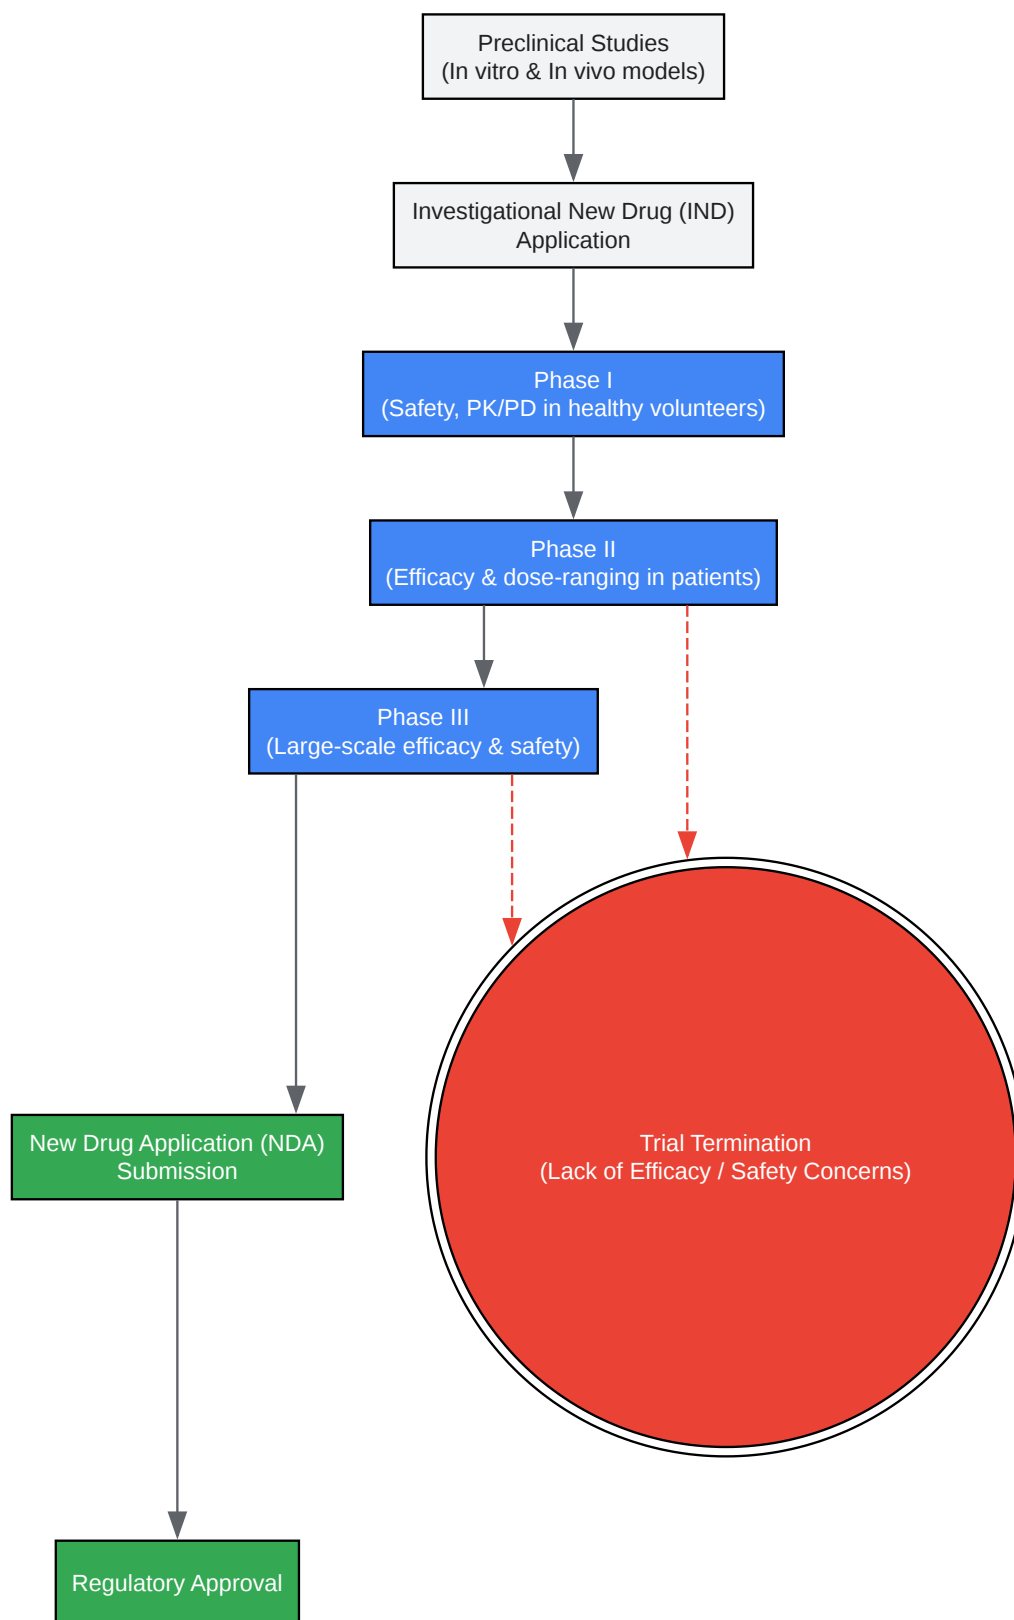 Preclinical Studies
(In vitro & In vivo models)
Investigational New Drug (IND)
Application
Phase I
(Safety, PK/PD in healthy volunteers)
Phase II
(Efficacy & dose-ranging in patients)
Phase III
(Large-scale efficacy & safety)
New Drug Application (NDA)
Submission
Trial Termination
(Lack of Efficacy / Safety Concerns)
Regulatory Approval